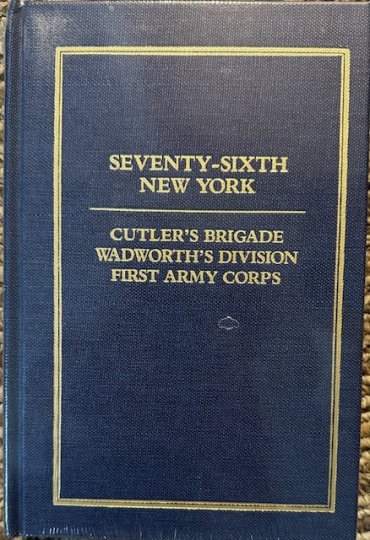 SEVENTY-SIXTH
NEW YORK
CUTLER'S BRIGADE
WADWORTH'S DIVISION
FIRST ARMY CORPS